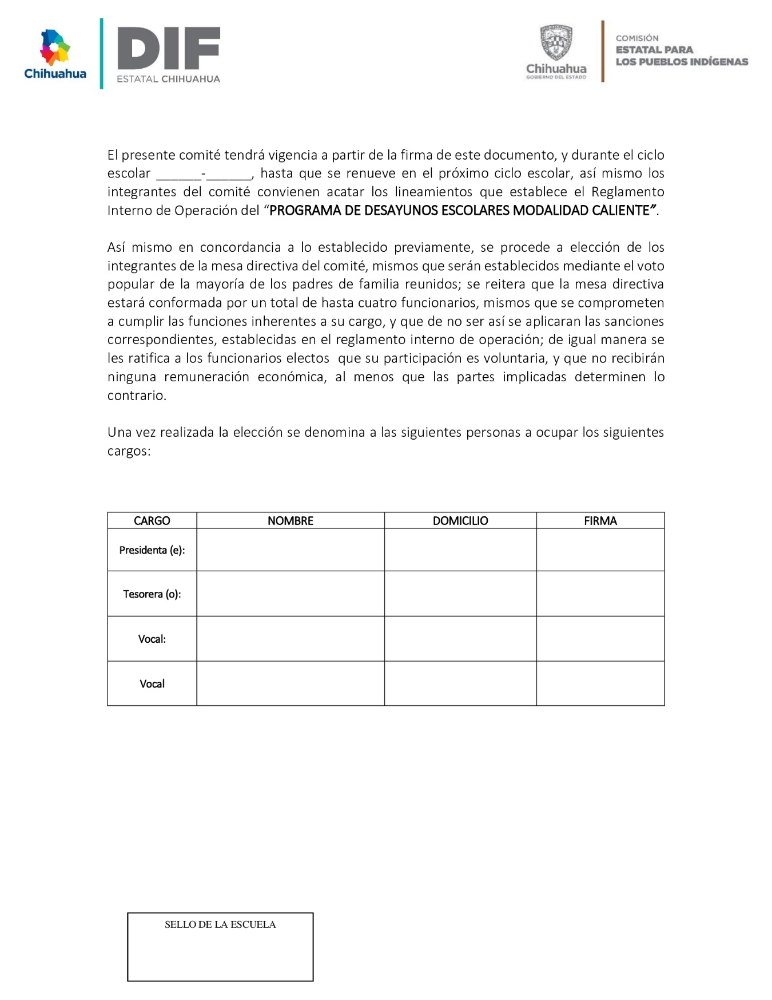 Chihuahua
DIF
ESTATAL CHIHUAHUA
Chihuahua
GOBIERNO DEL ESTADO
COMISIÓN
ESTATAL PARA
LOS PUEBLOS INDÍGENAS
El presente comité tendrá vigencia a partir de la firma de este documento, y durante el ciclo
escolar ______-______, hasta que se renueve en el próximo ciclo escolar, así mismo los
integrantes del comité convienen acatar los lineamientos que establece el Reglamento
Interno de Operación del “PROGRAMA DE DESAYUNOS ESCOLARES MODALIDAD CALIENTE”.
Así mismo en concordancia a lo establecido previamente, se procede a elección de los
integrantes de la mesa directiva del comité, mismos que serán establecidos mediante el voto
popular de la mayoría de los padres de familia reunidos; se reitera que la mesa directiva
estará conformada por un total de hasta cuatro funcionarios, mismos que se comprometen
a cumplir las funciones inherentes a su cargo, y que de no ser así se aplicaran las sanciones
correspondientes, establecidas en el reglamento interno de operación; de igual manera se
les ratifica a los funcionarios electos  que su participación es voluntaria, y que no recibirán
ninguna remuneración económica, al menos que las partes implicadas determinen lo
contrario.
Una vez realizada la elección se denomina a las siguientes personas a ocupar los siguientes
cargos:
CARGO NOMBRE DOMICILIO FIRMA
Presidenta (e):
Tesorera (o):
Vocal:
Vocal
SELLO DE LA ESCUELA